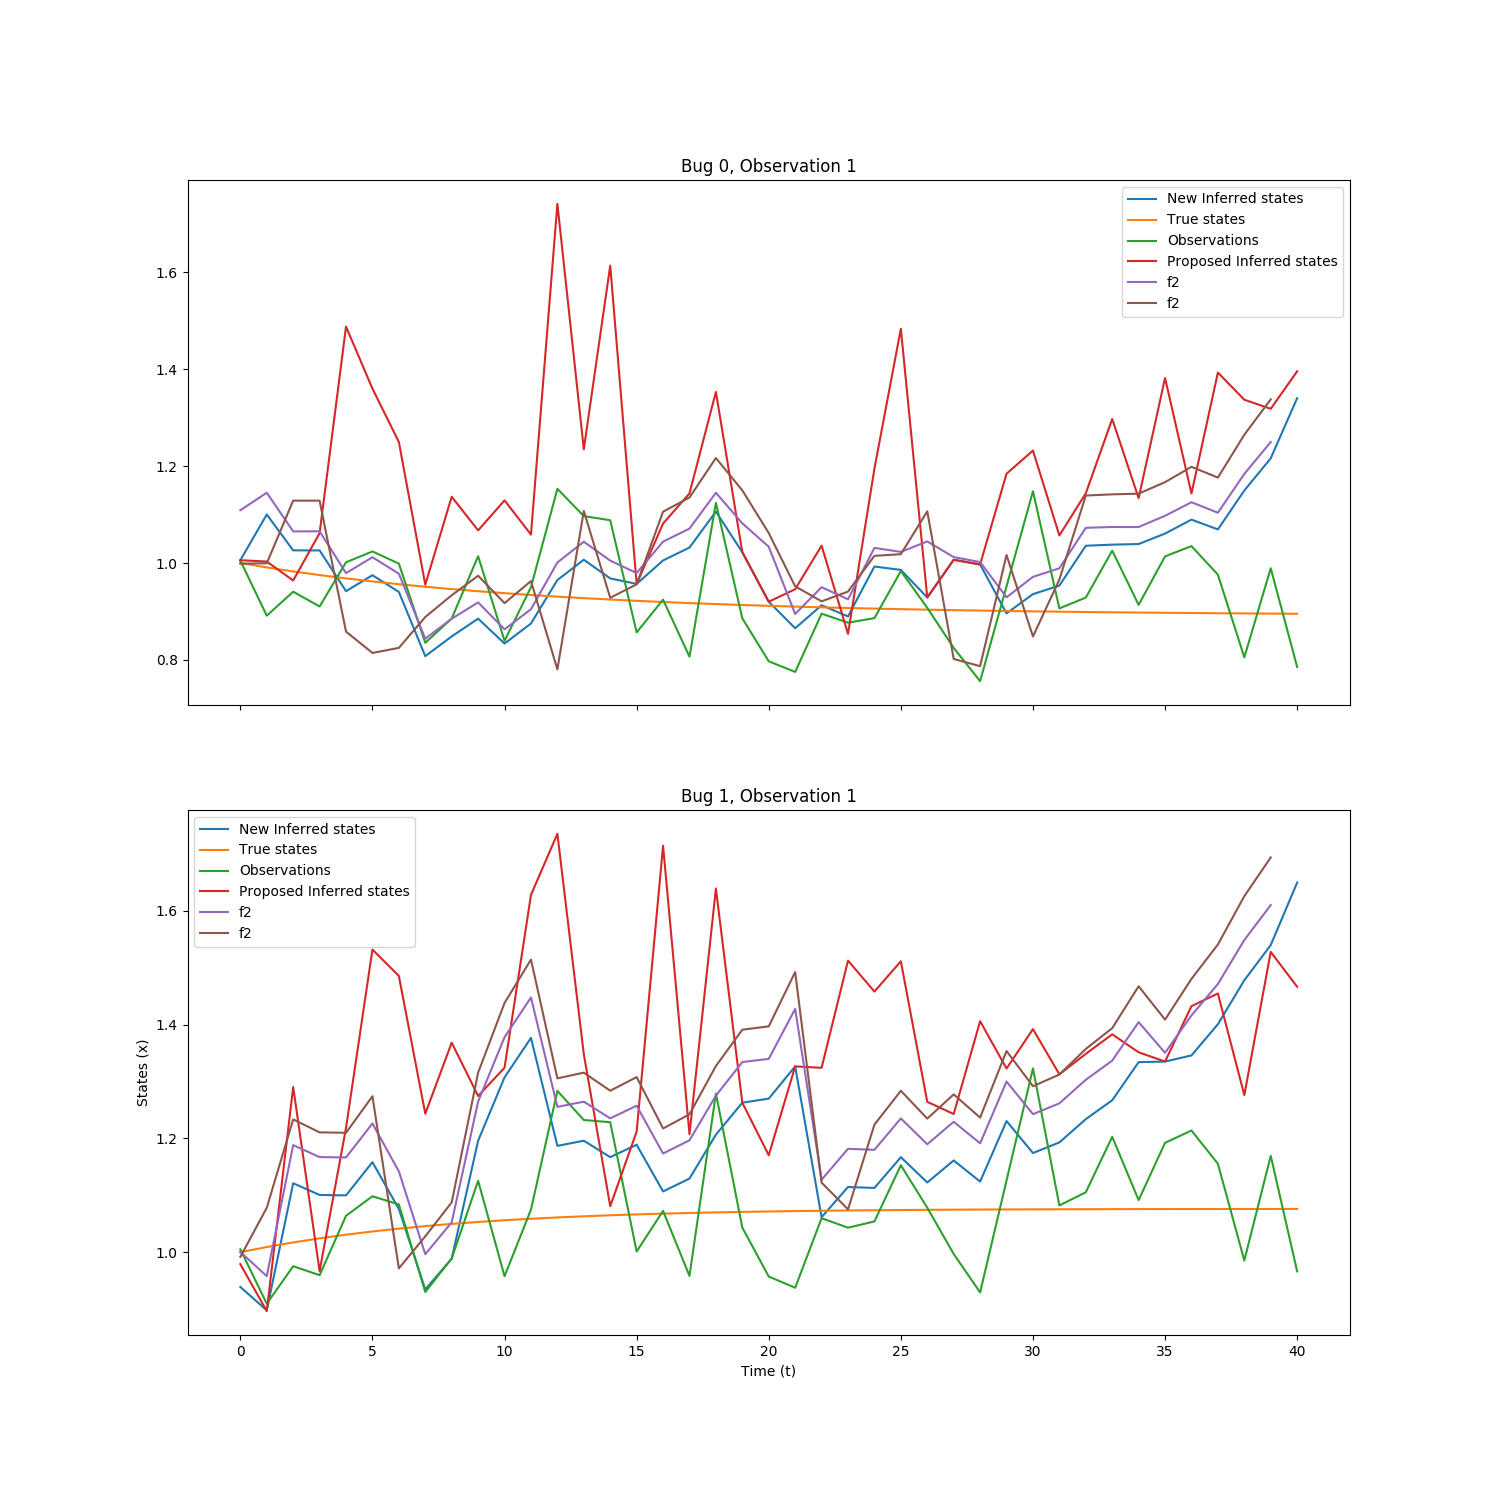 Bug 0, Observation 1
New Inferred states
True states
Observations
Proposed Inferred states
f2
f2
1.6
1.4
1.2
1.0
0.8
Bug 1, Observation 1
New Inferred states
True states
Observations
Proposed Inferred states
f2
f2
1.6
1.4
1.2
1.0
States (x)
0 5 10 15 20 25 30 35 40
Time (t)